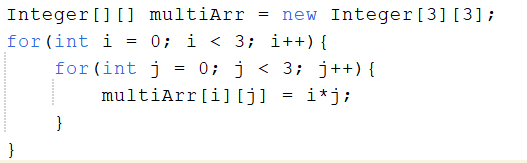 Integer[][] multiArr = new Integer[3][3];
for(int i = 0; i < 3; i++){
    for(int j = 0; j < 3; j++){
        multiArr[i][j] = i*j;
    }
}